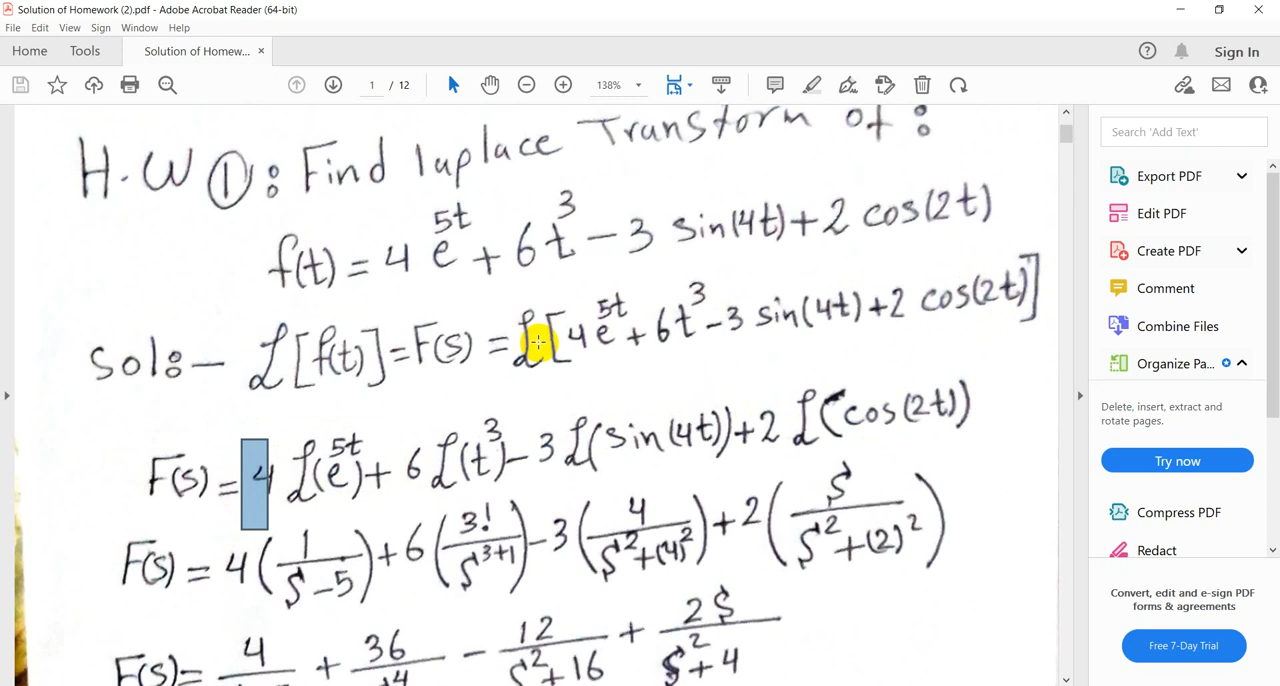 Solution of Homework (2).pdf - Adobe Acrobat Reader (64-bit)
File Edit View Sign Window Help
Home Tools Solution of Homew... × Sign In
1 / 12 138%
H.W ①: Find laplace Transform of :
f(t) = 4 e^5t + 6 t^3 - 3 sin(4t) + 2 cos(2t)
Sol:- ℒ[f(t)] = F(s) = ℒ[4e^5t + 6t^3 - 3 sin(4t) + 2 cos(2t)]
F(s) = 4 ℒ(e^5t) + 6 ℒ(t^3) - 3 ℒ(sin(4t)) + 2 ℒ(cos(2t))
F(s) = 4 (1/(s-5)) + 6 (3!/s^(3+1)) - 3 (4/(s^2+(4)^2)) + 2 (s/(s^2+(2)^2))
F(s) = 4/ + 36/ 4 - 12/(s^2+16) + 2s/(s^2+4)
Search 'Add Text'
Export PDF
Edit PDF
Create PDF
Comment
Combine Files
Organize Pa...
Delete, insert, extract and
rotate pages.
Try now
Compress PDF
Redact
Convert, edit and e-sign PDF
forms & agreements
Free 7-Day Trial